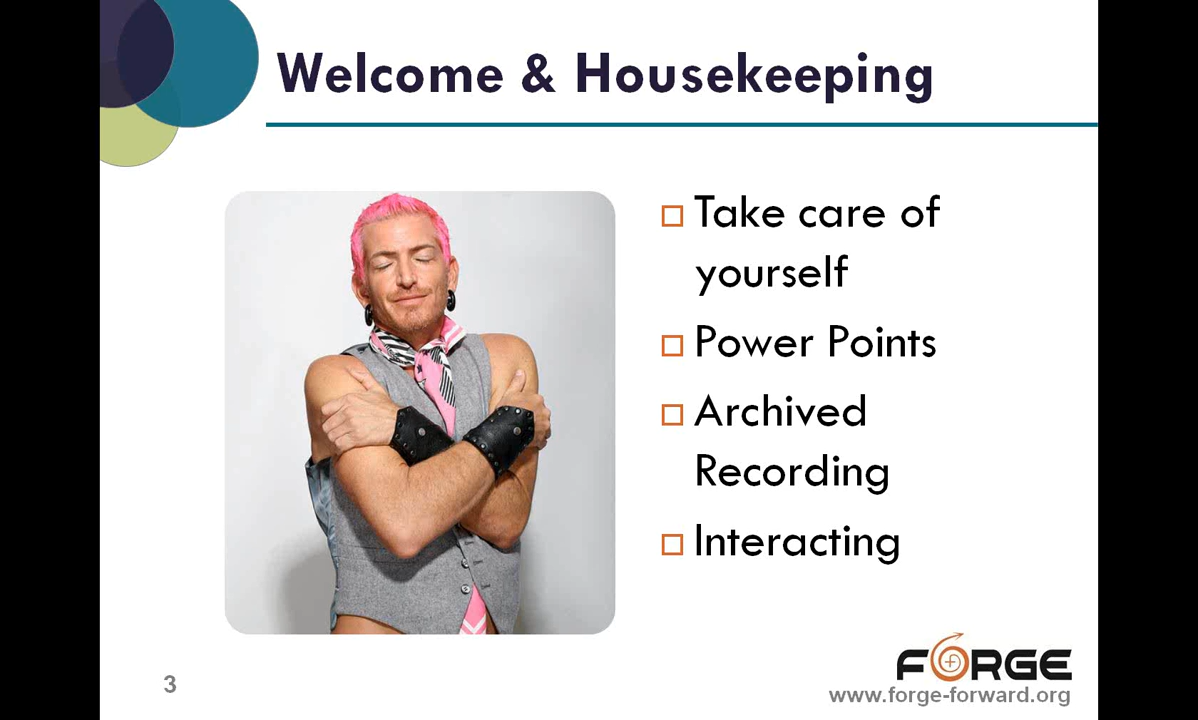 Welcome & Housekeeping
Take care of
yourself
Power Points
Archived
Recording
Interacting
3
FORGE
www.forge-forward.org